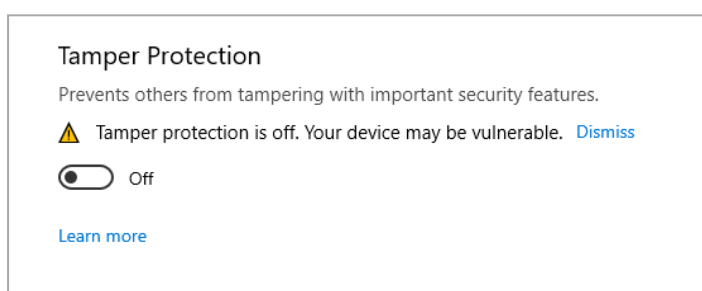 Tamper Protection
Prevents others from tampering with important security features.
Tamper protection is off. Your device may be vulnerable. Dismiss
Off
Learn more